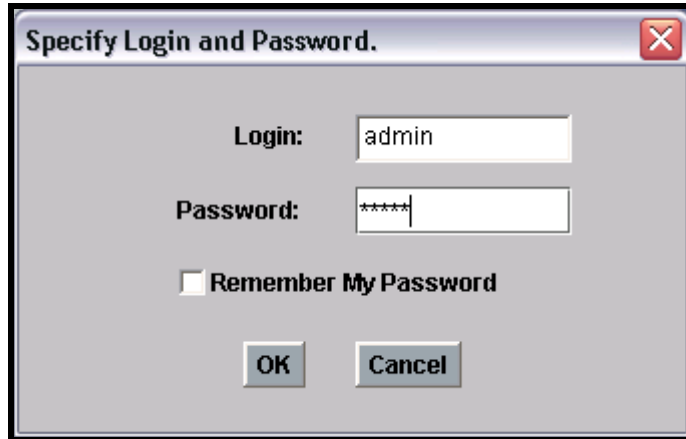 Specify Login and Password.
Login: admin
Password: *****
Remember My Password
OK Cancel